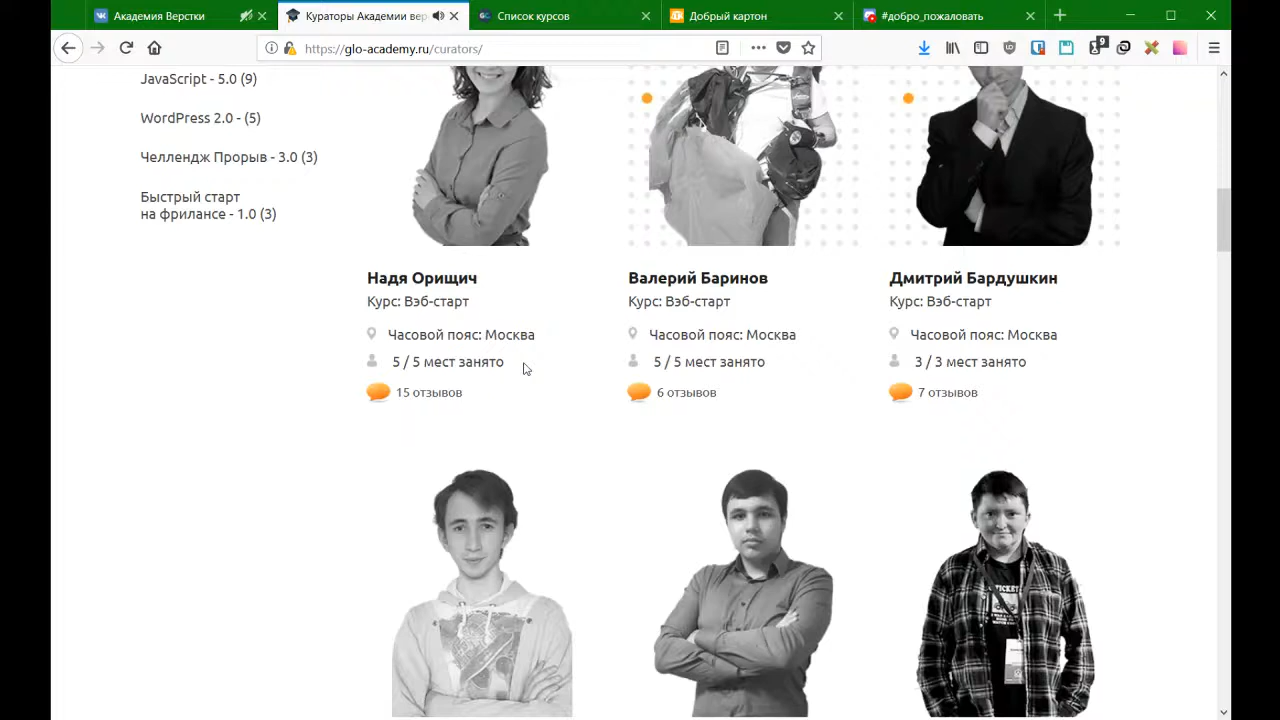 Академия Верстки
Кураторы Академии вер
Список курсов
Добрый картон
#добро_пожаловать
https://glo-academy.ru/curators/
9
JavaScript - 5.0 (9)
WordPress 2.0 - (5)
Челлендж Прорыв - 3.0 (3)
Быстрый старт
на фрилансе - 1.0 (3)
Надя Орищич
Курс: Вэб-старт
Часовой пояс: Москва
5 / 5 мест занято
15 отзывов
Валерий Баринов
Курс: Вэб-старт
Часовой пояс: Москва
5 / 5 мест занято
6 отзывов
Дмитрий Бардушкин
Курс: Вэб-старт
Часовой пояс: Москва
3 / 3 мест занято
7 отзывов